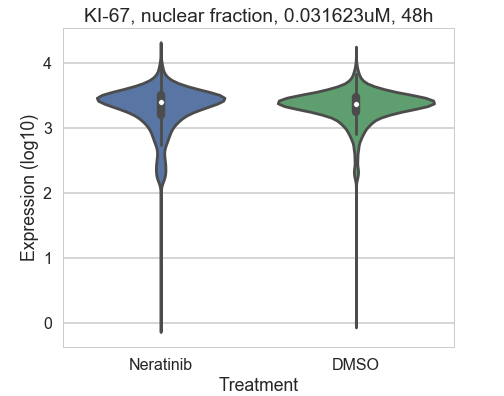 KI-67, nuclear fraction, 0.031623uM, 48h
Expression (log10)
4
3
2
1
0
Neratinib
DMSO
Treatment